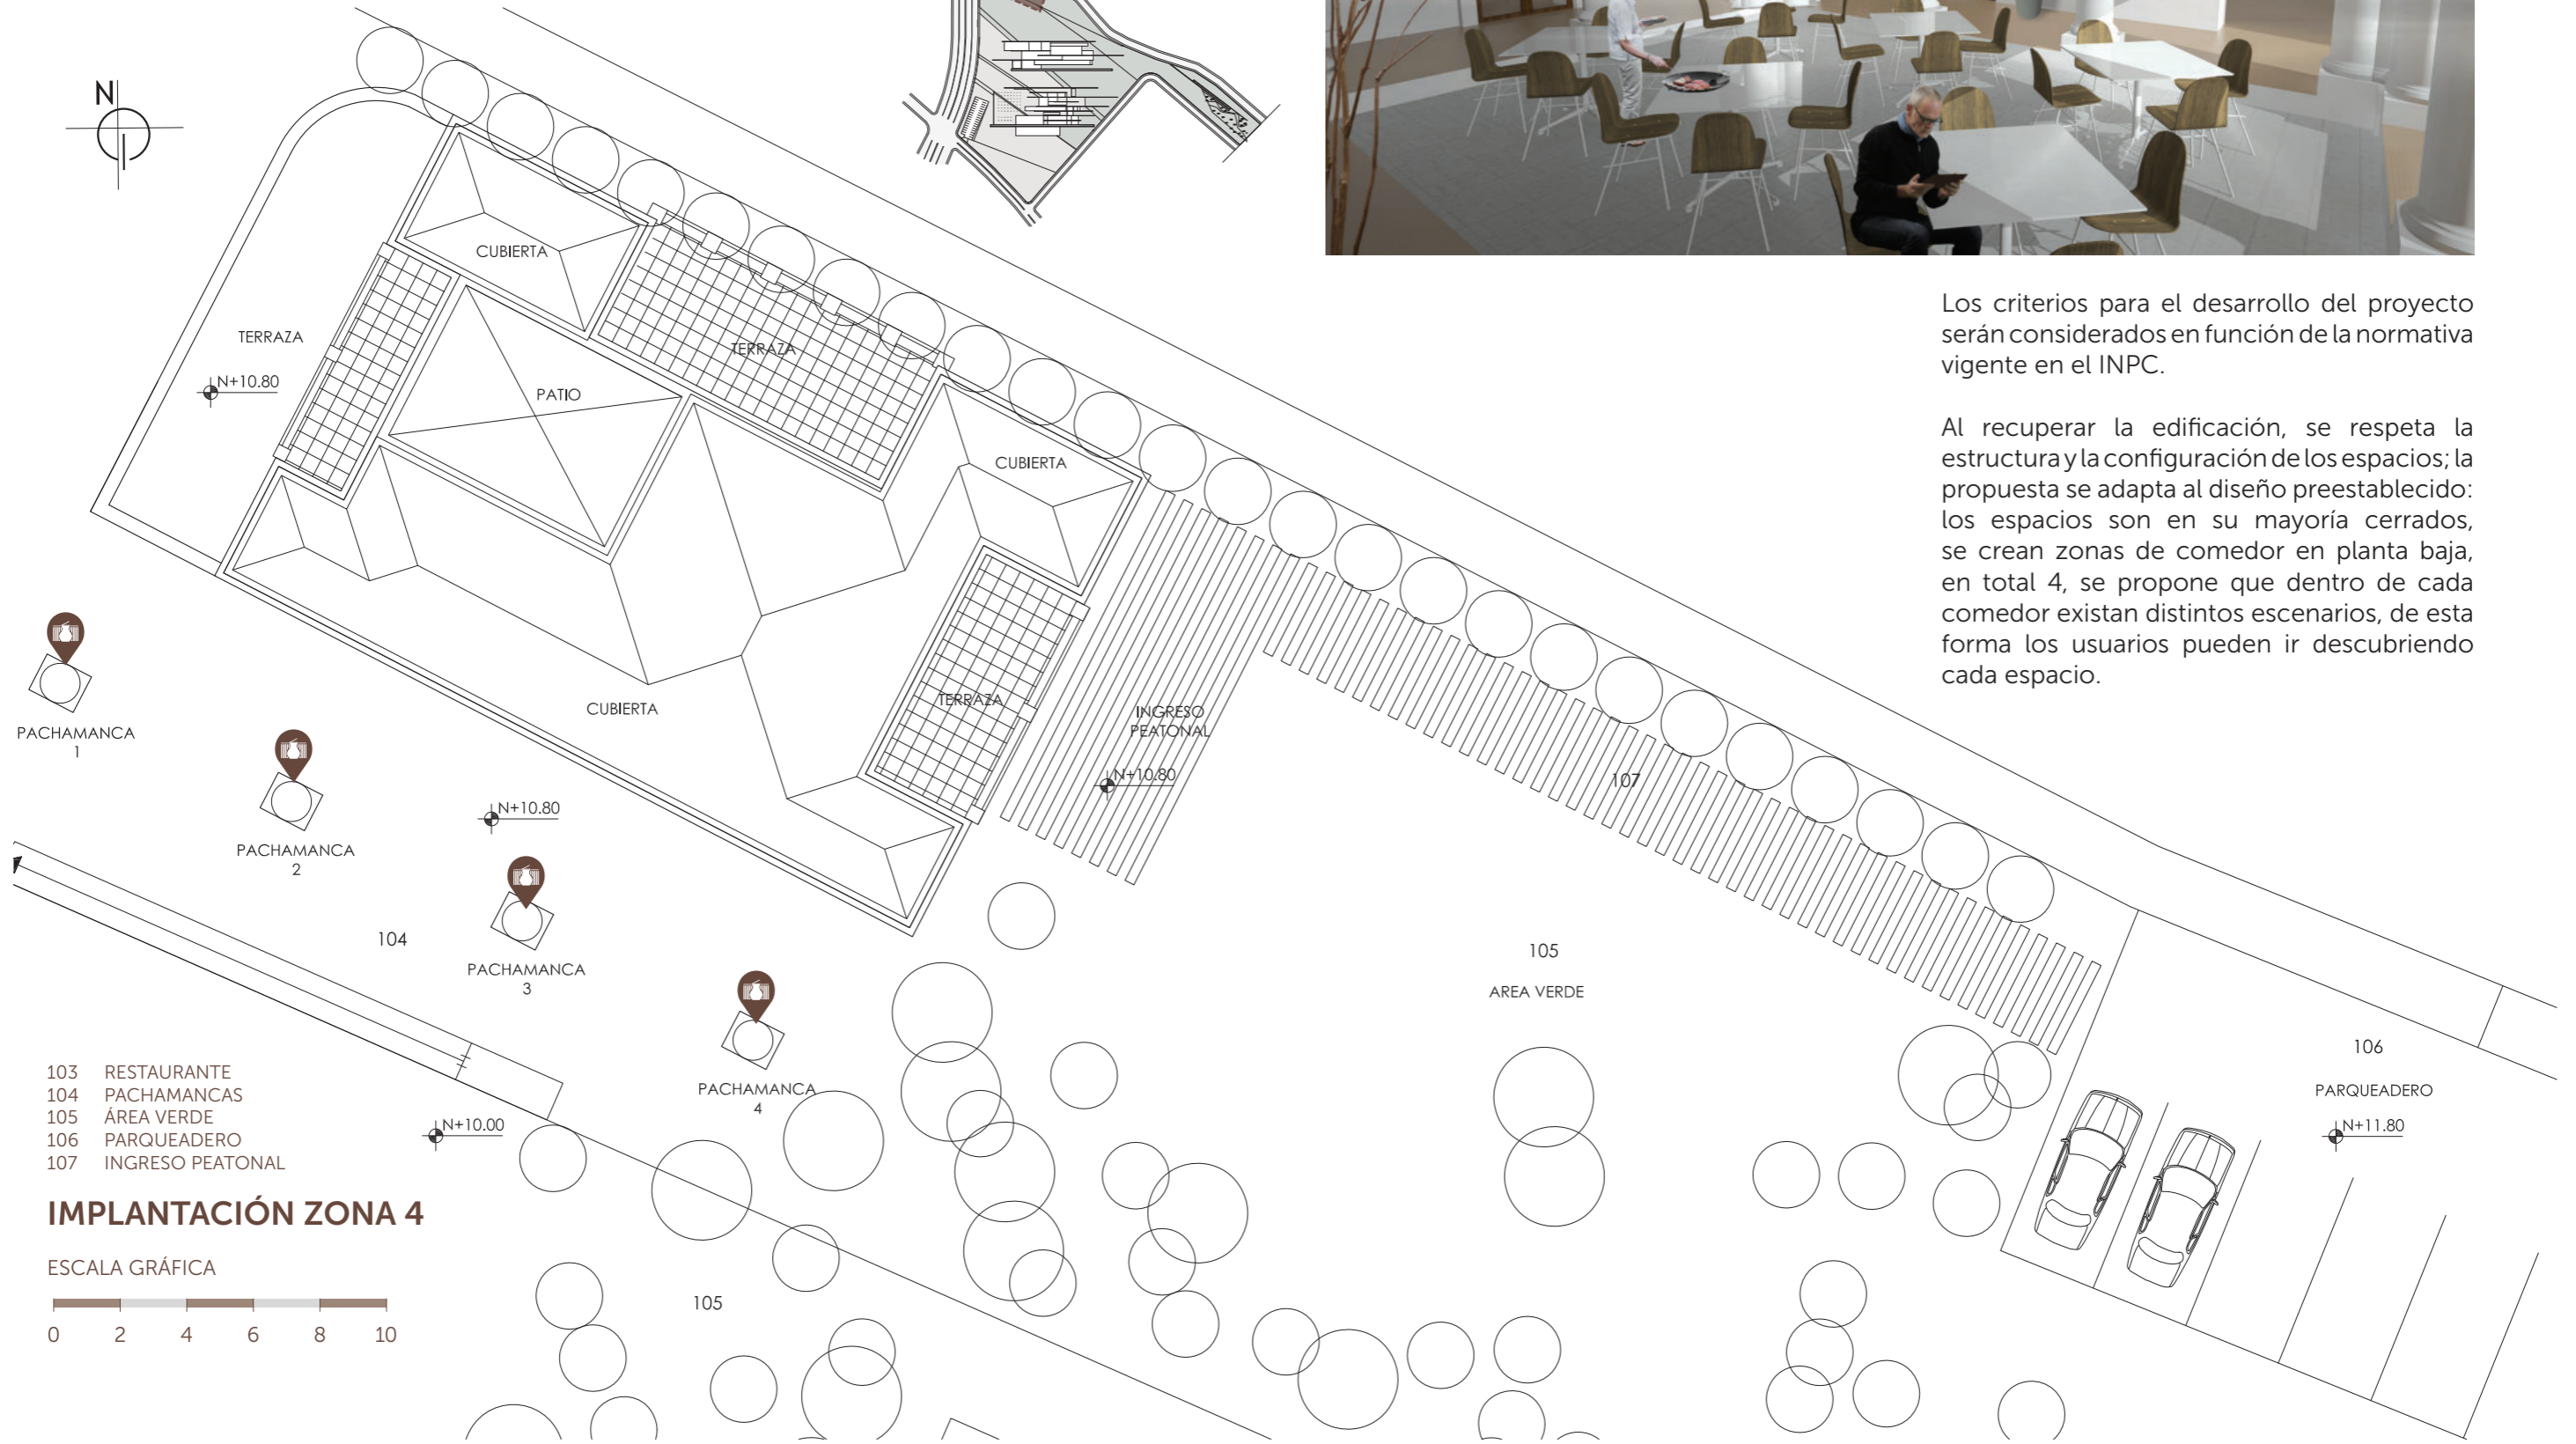 N
CUBIERTA
TERRAZA
N+10.80
TERRAZA
PATIO
CUBIERTA
TERRAZA
CUBIERTA
INGRESO
PEATONAL
N+10.80
107
PACHAMANCA
1
PACHAMANCA
2
N+10.80
104
PACHAMANCA
3
PACHAMANCA
4
N+10.00
105
AREA VERDE
105
106
PARQUEADERO
N+11.80
Los criterios para el desarrollo del proyecto
serán considerados en función de la normativa
vigente en el INPC.
Al recuperar la edificación, se respeta la
estructura y la configuración de los espacios; la
propuesta se adapta al diseño preestablecido:
los espacios son en su mayoría cerrados,
se crean zonas de comedor en planta baja,
en total 4, se propone que dentro de cada
comedor existan distintos escenarios, de esta
forma los usuarios pueden ir descubriendo
cada espacio.
103 RESTAURANTE
104 PACHAMANCAS
105 ÁREA VERDE
106 PARQUEADERO
107 INGRESO PEATONAL
IMPLANTACIÓN ZONA 4
ESCALA GRÁFICA
0 2 4 6 8 10